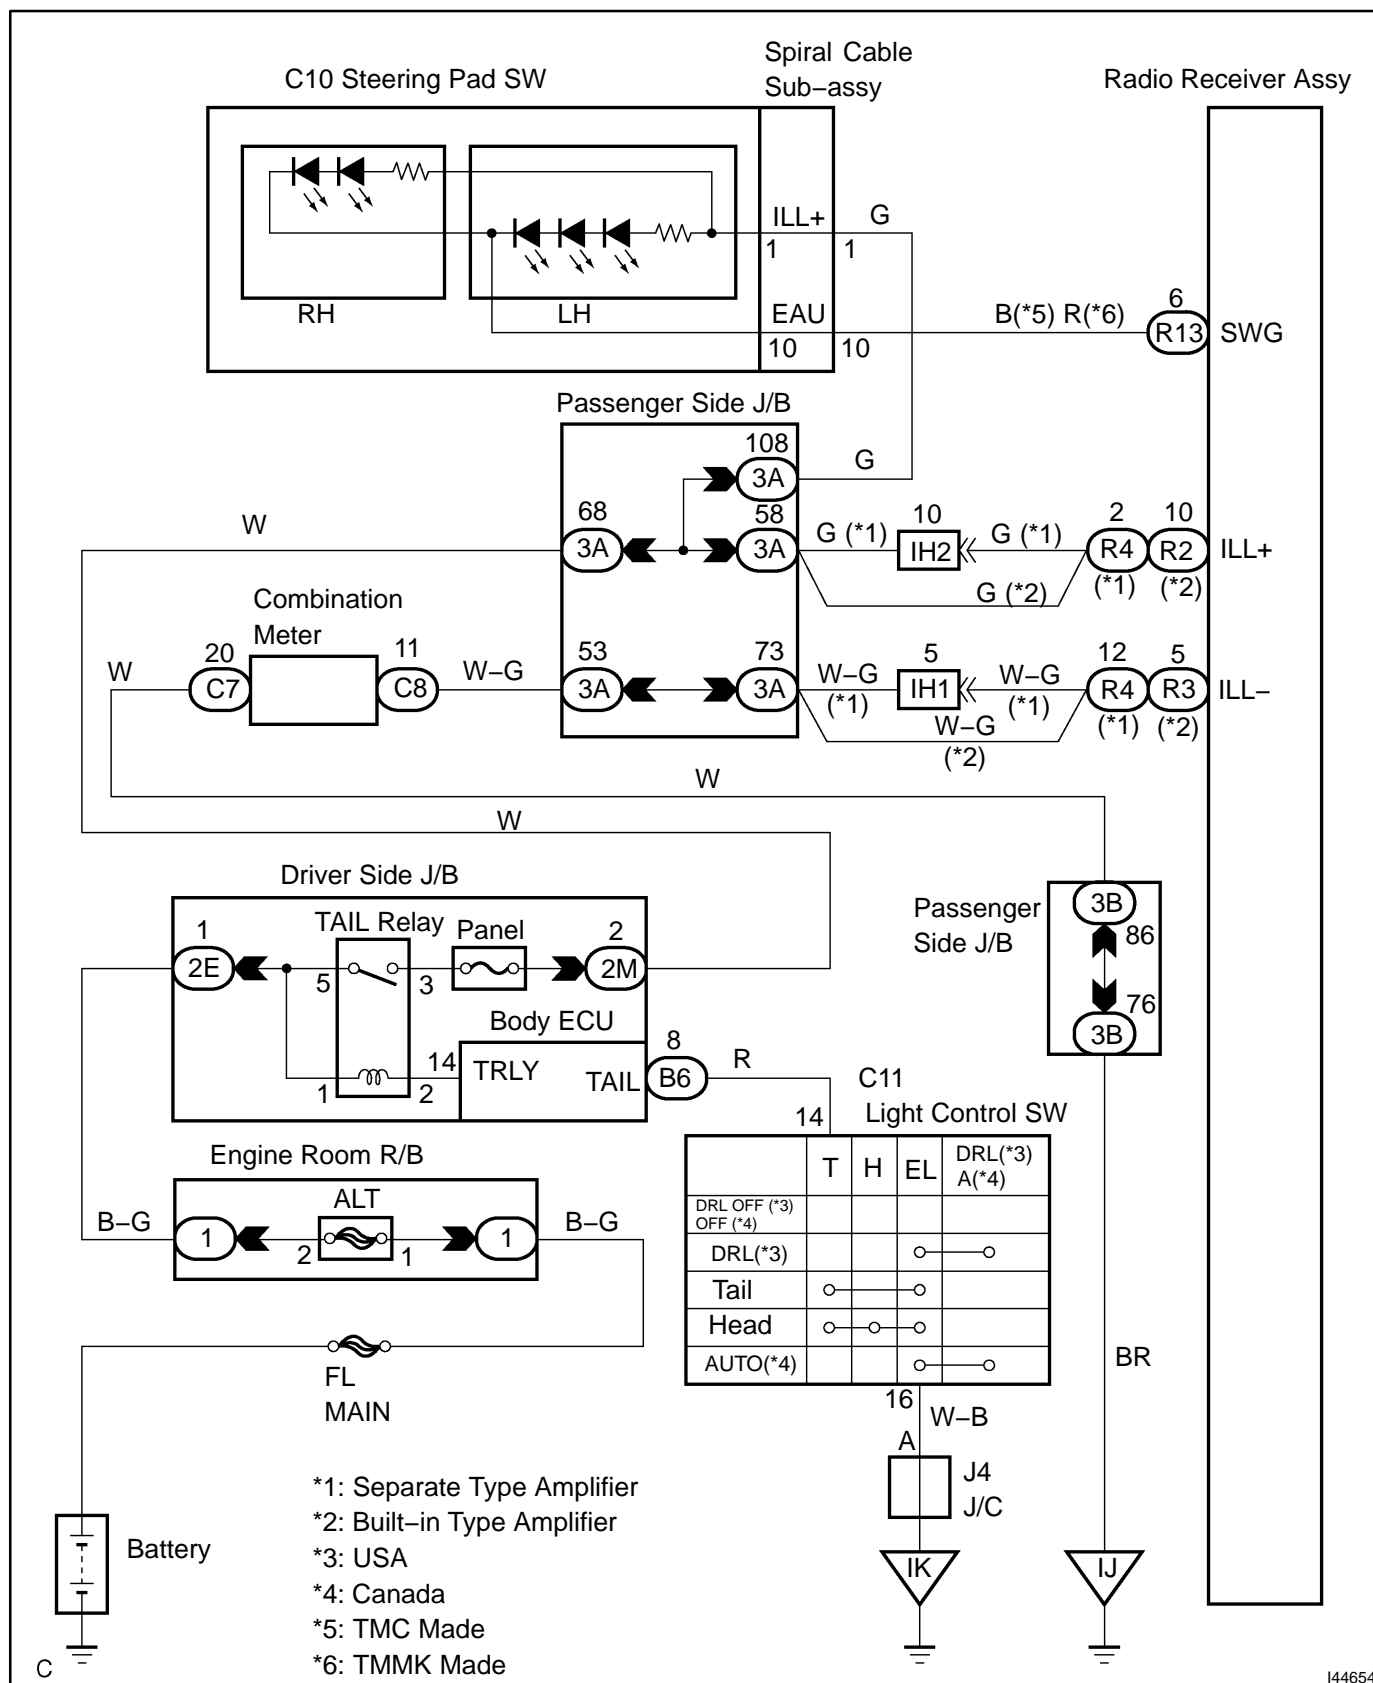 Spiral Cable
Sub–assy
C10 Steering Pad SW
Radio Receiver Assy
ILL+
G
1
1
RH
LH
EAU
B(*5) R(*6)
6
R13
SWG
10
10
Passenger Side J/B
108
3A
G
W
68
3A
58
3A
G (*1)
10
IH2
G (*1)
2
R4
(*1)
10
R2
(*2)
ILL+
G (*2)
Combination
Meter
W
20
C7
11
C8
W–G
53
3A
73
3A
W–G
(*1)
5
IH1
W–G
(*1)
12
R4
(*1)
5
R3
(*2)
ILL–
W–G
(*2)
W
W
Driver Side J/B
TAIL Relay
Panel
1
2E
5
3
2
2M
Passenger
Side J/B
3B
86
76
3B
Body ECU
14
TRLY
1
2
TAIL
8
B6
R
C11
Light Control SW
14
T
H
EL
DRL(*3)
A(*4)
DRL OFF (*3)
OFF (*4)
DRL(*3)
Tail
Head
AUTO(*4)
16
W–B
A
J4
J/C
IK
BR
IJ
Engine Room R/B
ALT
B–G
1
2
1
1
B–G
FL
MAIN
Battery
*1: Separate Type Amplifier
*2: Built–in Type Amplifier
*3: USA
*4: Canada
*5: TMC Made
*6: TMMK Made
C
I44654